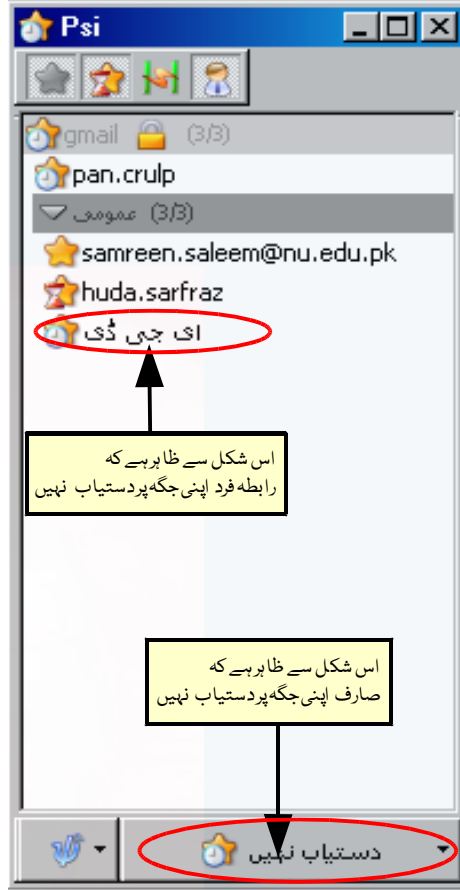 Psi
gmail (3/3)
pan.crulp
عمومی (3/3)
samreen.saleem@nu.edu.pk
huda.sarfraz
ای جی ڈی
اس شکل سے ظاہر ہے کہ
رابطہ فرد اپنی جگہ پر دستیاب نہیں
اس شکل سے ظاہر ہے کہ
صارف اپنی جگہ پر دستیاب نہیں
دستیاب نہیں